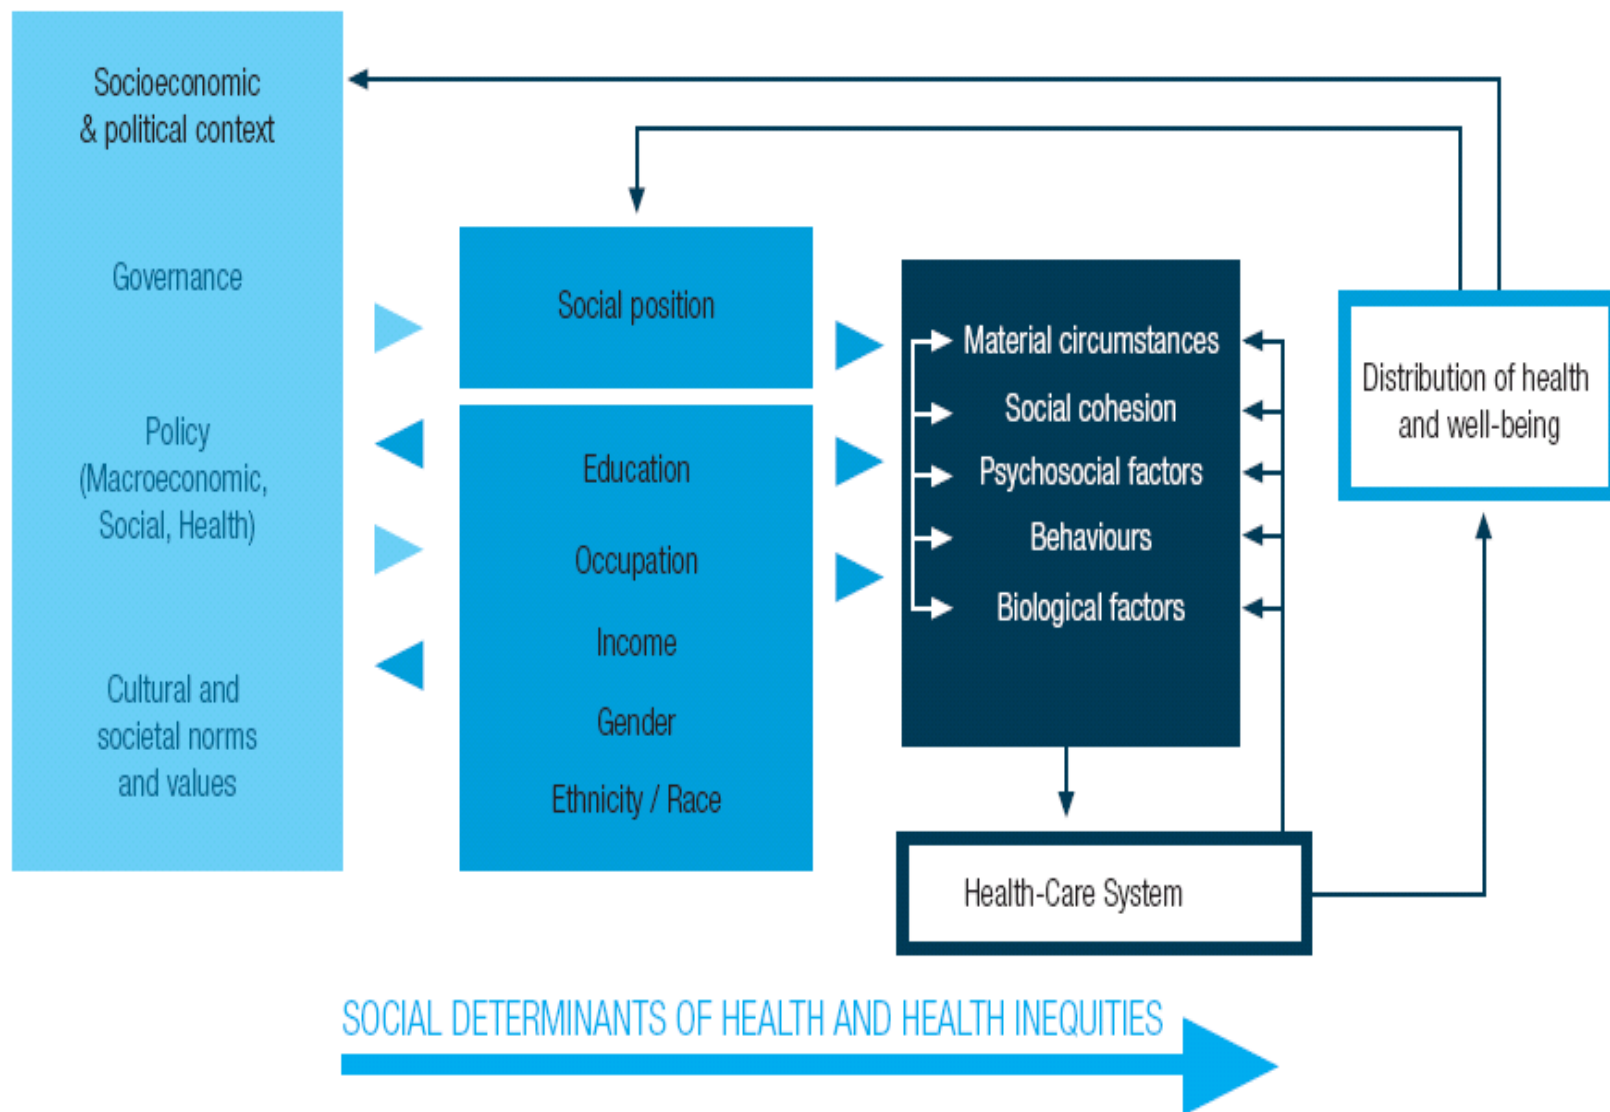 Socioeconomic
& political context
Governance
Policy
(Macroeconomic,
Social, Health)
Cultural and
societal norms
and values
Social position
Education
Occupation
Income
Gender
Ethnicity / Race
Material circumstances
Social cohesion
Psychosocial factors
Behaviours
Biological factors
Health-Care System
Distribution of health
and well-being
SOCIAL DETERMINANTS OF HEALTH AND HEALTH INEQUITIES